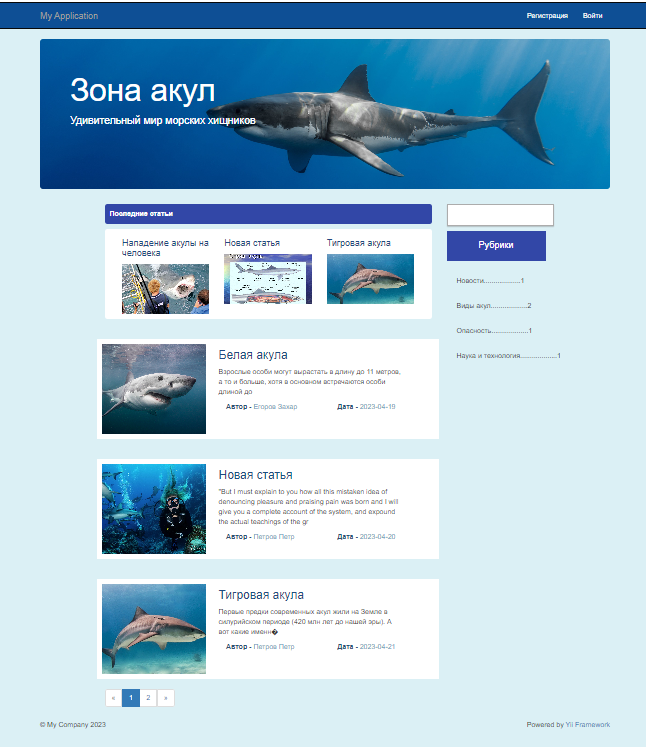 My Application
Регистрация Войти
Зона акул
Удивительный мир морских хищников
Последние статьи
Нападение акулы на
человека
Новая статья
Тигровая акула
Рубрики
Новости.................1
Виды акул.................2
Опасность.................1
Наука и технология.................1
Белая акула
Взрослые особи могут вырастать в длину до 11 метров,
а то и больше, хотя в основном встречаются особи
длиной до
Автор - Егоров Захар Дата - 2023-04-19
Новая статья
"But I must explain to you how all this mistaken idea of
denouncing pleasure and praising pain was born and I will
give you a complete account of the system, and expound
the actual teachings of the gr
Автор - Петров Петр Дата - 2023-04-20
Тигровая акула
Первые предки современных акул жили на Земле в
силурийском периоде (420 млн лет до нашей эры). А
вот какие именн�
Автор - Петров Петр Дата - 2023-04-21
« 1 2 »
© My Company 2023
Powered by Yii Framework